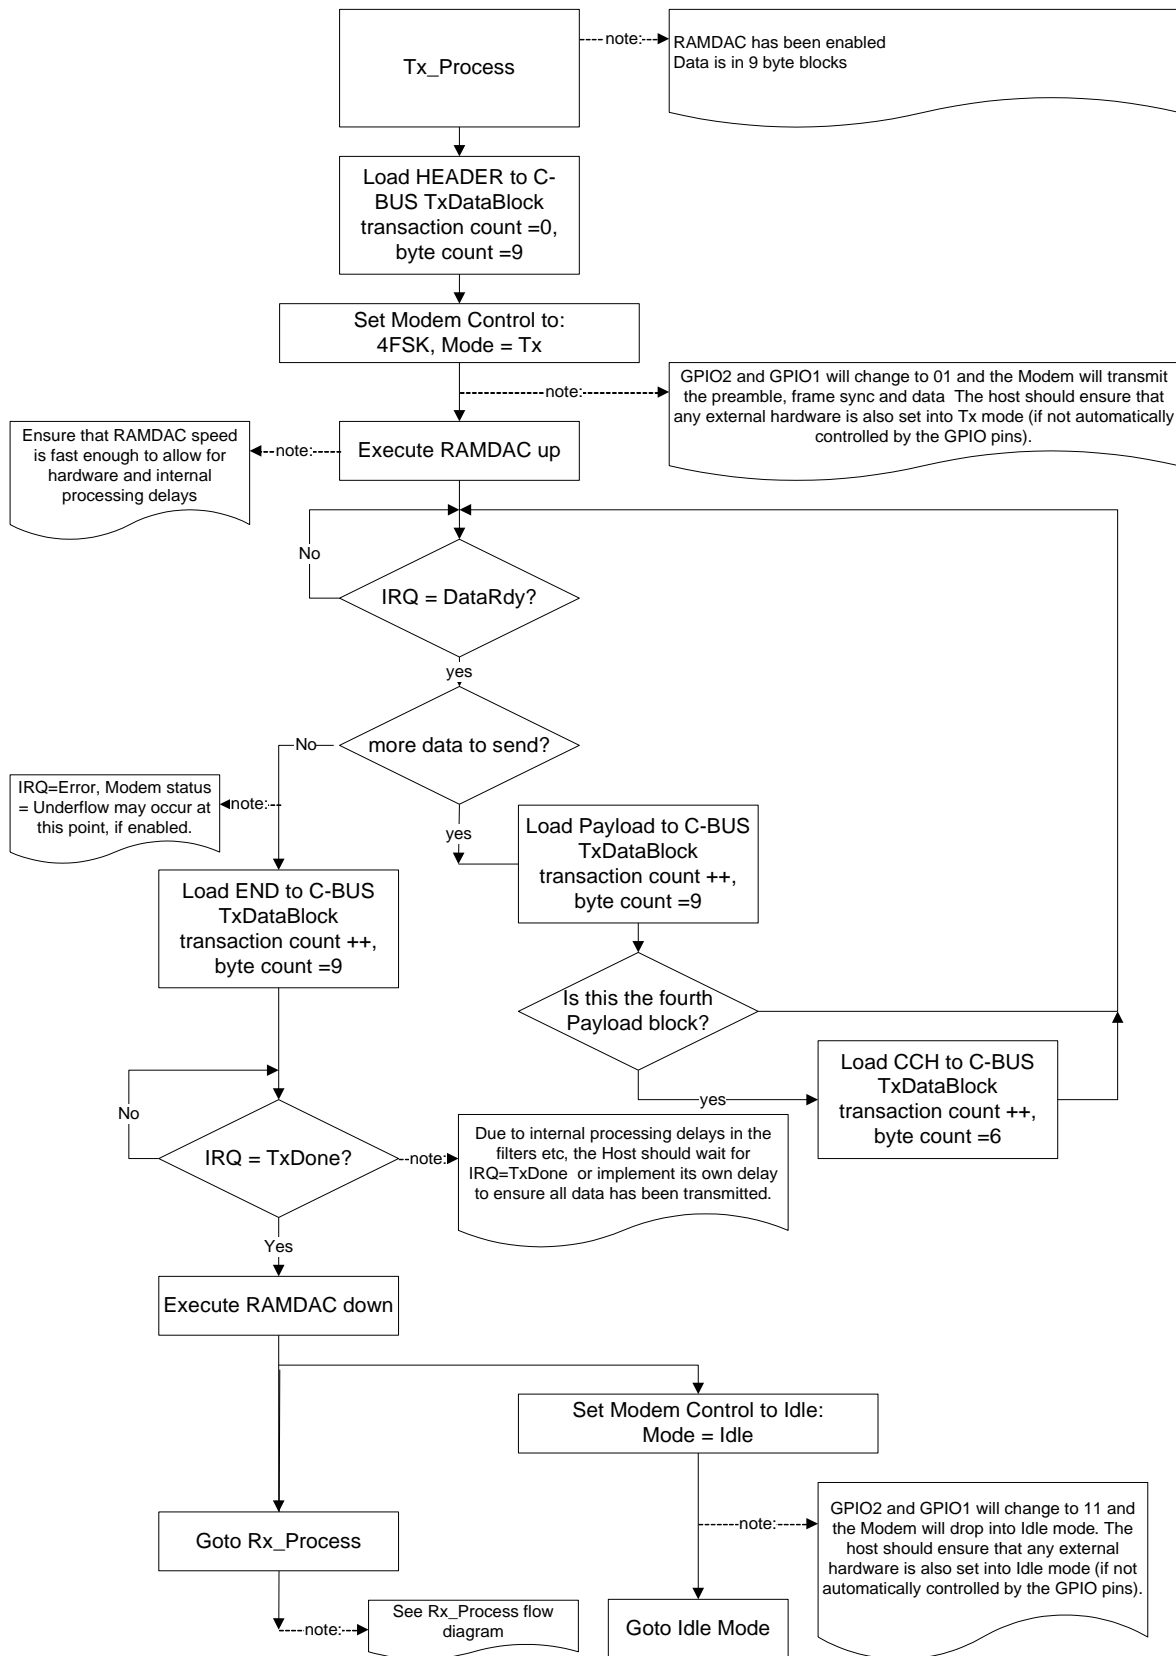 Tx_Process
note:
RAMDAC has been enabled
Data is in 9 byte blocks
Load HEADER to C-
BUS TxDataBlock
transaction count =0,
byte count =9
Set Modem Control to:
4FSK, Mode = Tx
note:
GPIO2 and GPIO1 will change to 01 and the Modem will transmit
the preamble, frame sync and data  The host should ensure that
any external hardware is also set into Tx mode (if not automatically
controlled by the GPIO pins).
Ensure that RAMDAC speed
is fast enough to allow for
hardware and internal
processing delays
note:
Execute RAMDAC up
No
IRQ = DataRdy?
yes
more data to send?
No
IRQ=Error, Modem status
= Underflow may occur at
this point, if enabled.
note:
yes
Load Payload to C-BUS
TxDataBlock
transaction count ++,
byte count =9
Load END to C-BUS
TxDataBlock
transaction count ++,
byte count =9
Is this the fourth
Payload block?
yes
Load CCH to C-BUS
TxDataBlock
transaction count ++,
byte count =6
No
IRQ = TxDone?
note:
Due to internal processing delays in the
filters etc, the Host should wait for
IRQ=TxDone  or implement its own delay
to ensure all data has been transmitted.
Yes
Execute RAMDAC down
Set Modem Control to Idle:
Mode = Idle
Goto Rx_Process
note:
GPIO2 and GPIO1 will change to 11 and
the Modem will drop into Idle mode. The
host should ensure that any external
hardware is also set into Idle mode (if not
automatically controlled by the GPIO pins).
note:
See Rx_Process flow
diagram
Goto Idle Mode